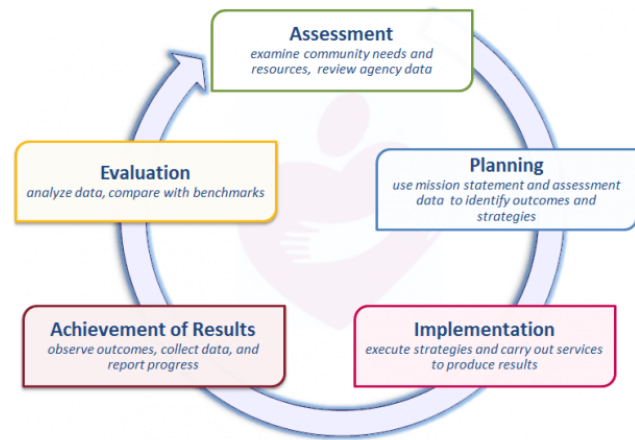 Assessment
examine community needs and
resources, review agency data
Planning
use mission statement and assessment
data to identify outcomes and
strategies
Implementation
execute strategies and carry out services
to produce results
Achievement of Results
observe outcomes, collect data, and
report progress
Evaluation
analyze data, compare with benchmarks